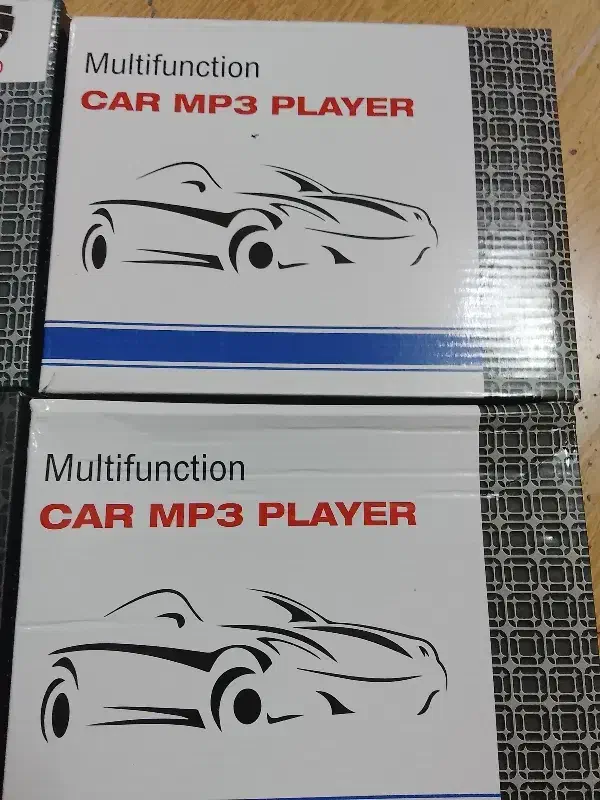 Multifunction
CAR MP3 PLAYER
Multifunction
CAR MP3 PLAYER